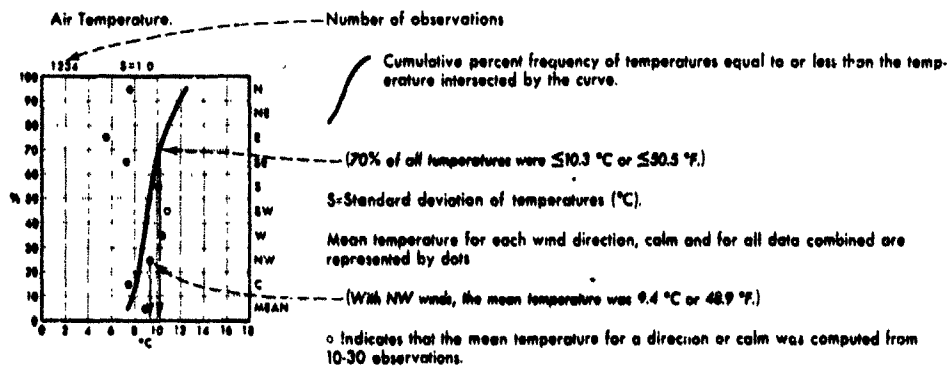 Air Temperature.
Number of observations
1234 S=1 0
Cumulative percent frequency of temperatures equal to or less than the temp-
erature intersected by the curve.
100 N
90
80 NE
70 E
60 SE
% 50 S
40 SW
30 W
20 NW
10 C
0 MEAN
0 2 4 6 8 10 12 14 16 18
°C
(70% of all temperatures were ≤10.3 °C or ≤50.5 °F.)
S=Standard deviation of temperatures (°C).
Mean temperature for each wind direction, calm and for all data combined are
represented by dots
(With NW winds, the mean temperature was 9.4 °C or 48.9 °F.)
o Indicates that the mean temperature for a direction or calm was computed from
10-30 observations.